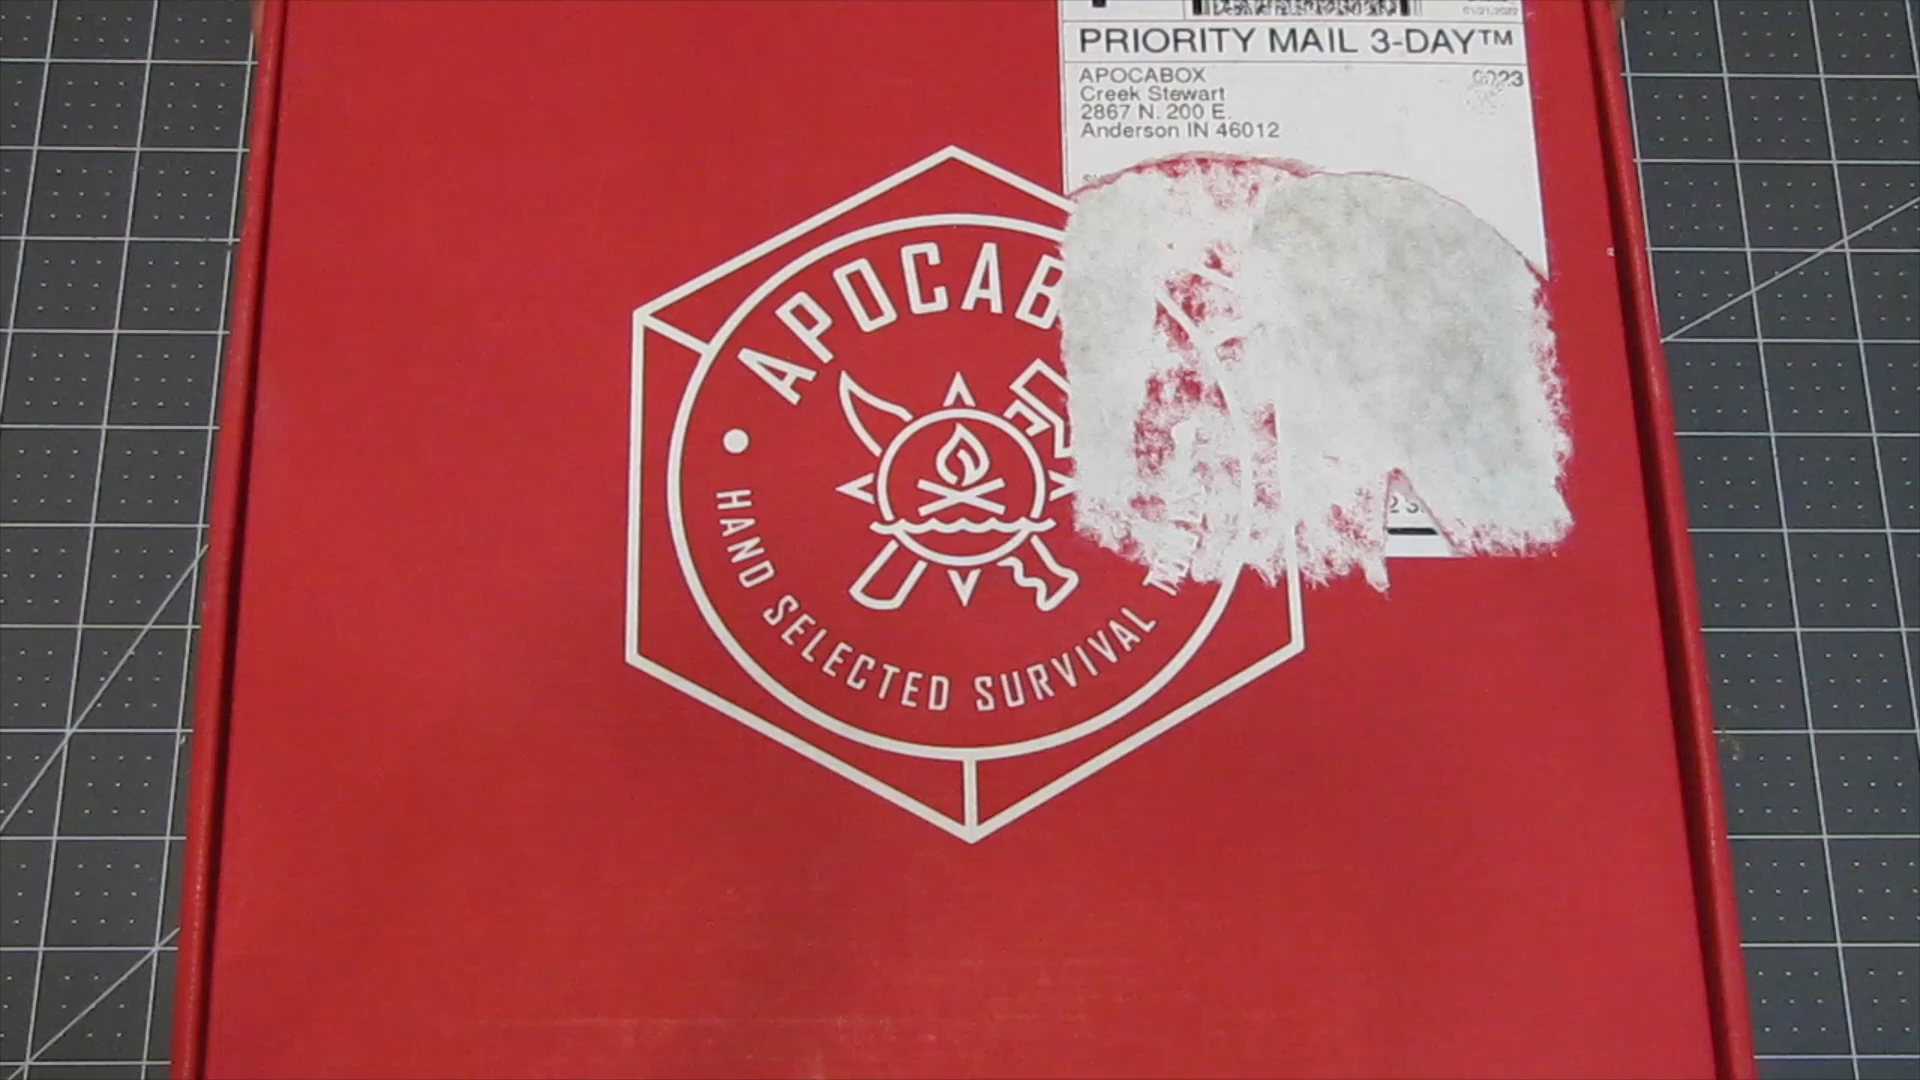 PRIORITY MAIL 3-DAY™
APOCABOX
Creek Stewart
2867 N. 200 E.
Anderson IN 46012
APOCAB
HAND SELECTED SURVIVAL